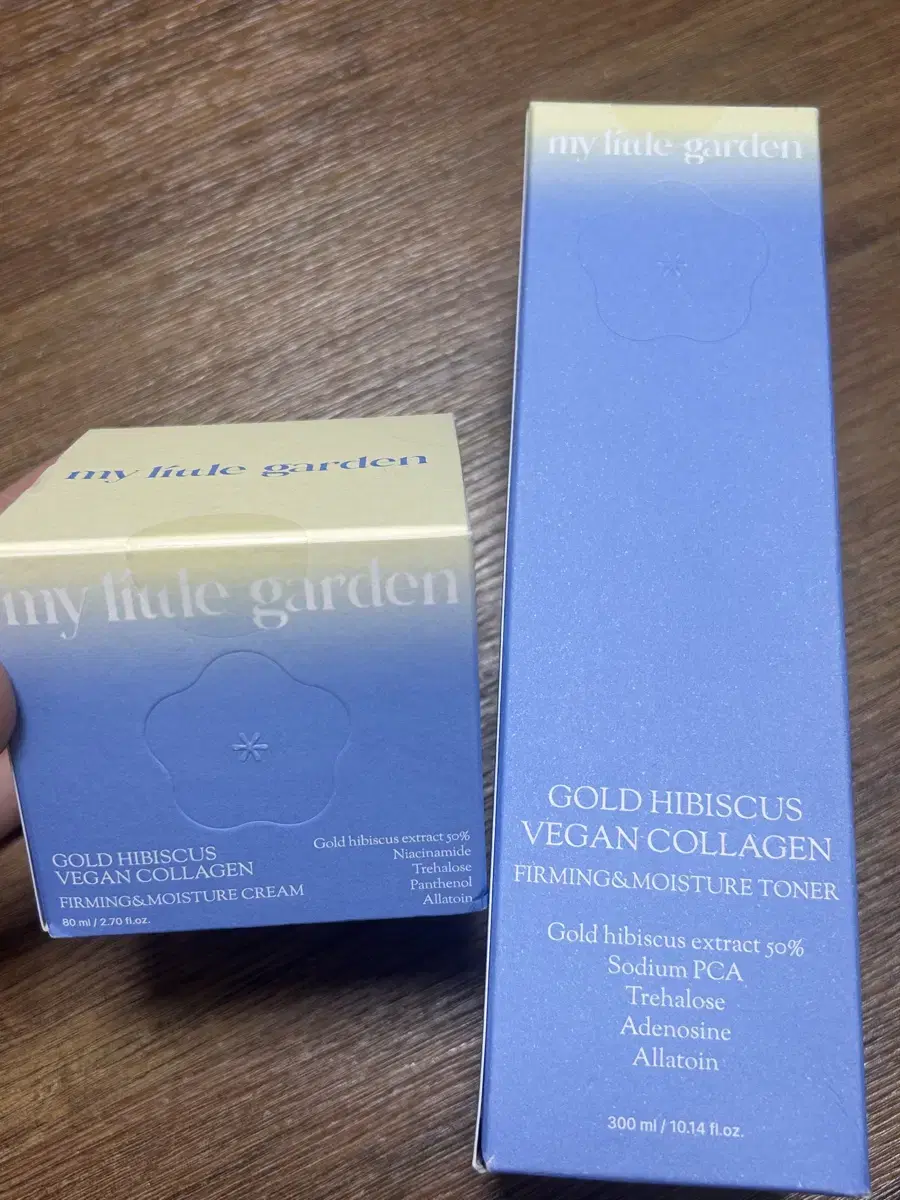 my little garden
my little garden
GOLD HIBISCUS
VEGAN COLLAGEN
FIRMING&MOISTURE CREAM
80 ml / 2.70 fl.oz.
Gold hibiscus extract 50%
Niacinamide
Trehalose
Panthenol
Allatoin
my little garden
GOLD HIBISCUS
VEGAN COLLAGEN
FIRMING&MOISTURE TONER
Gold hibiscus extract 50%
Sodium PCA
Trehalose
Adenosine
Allatoin
300 ml / 10.14 fl.oz.